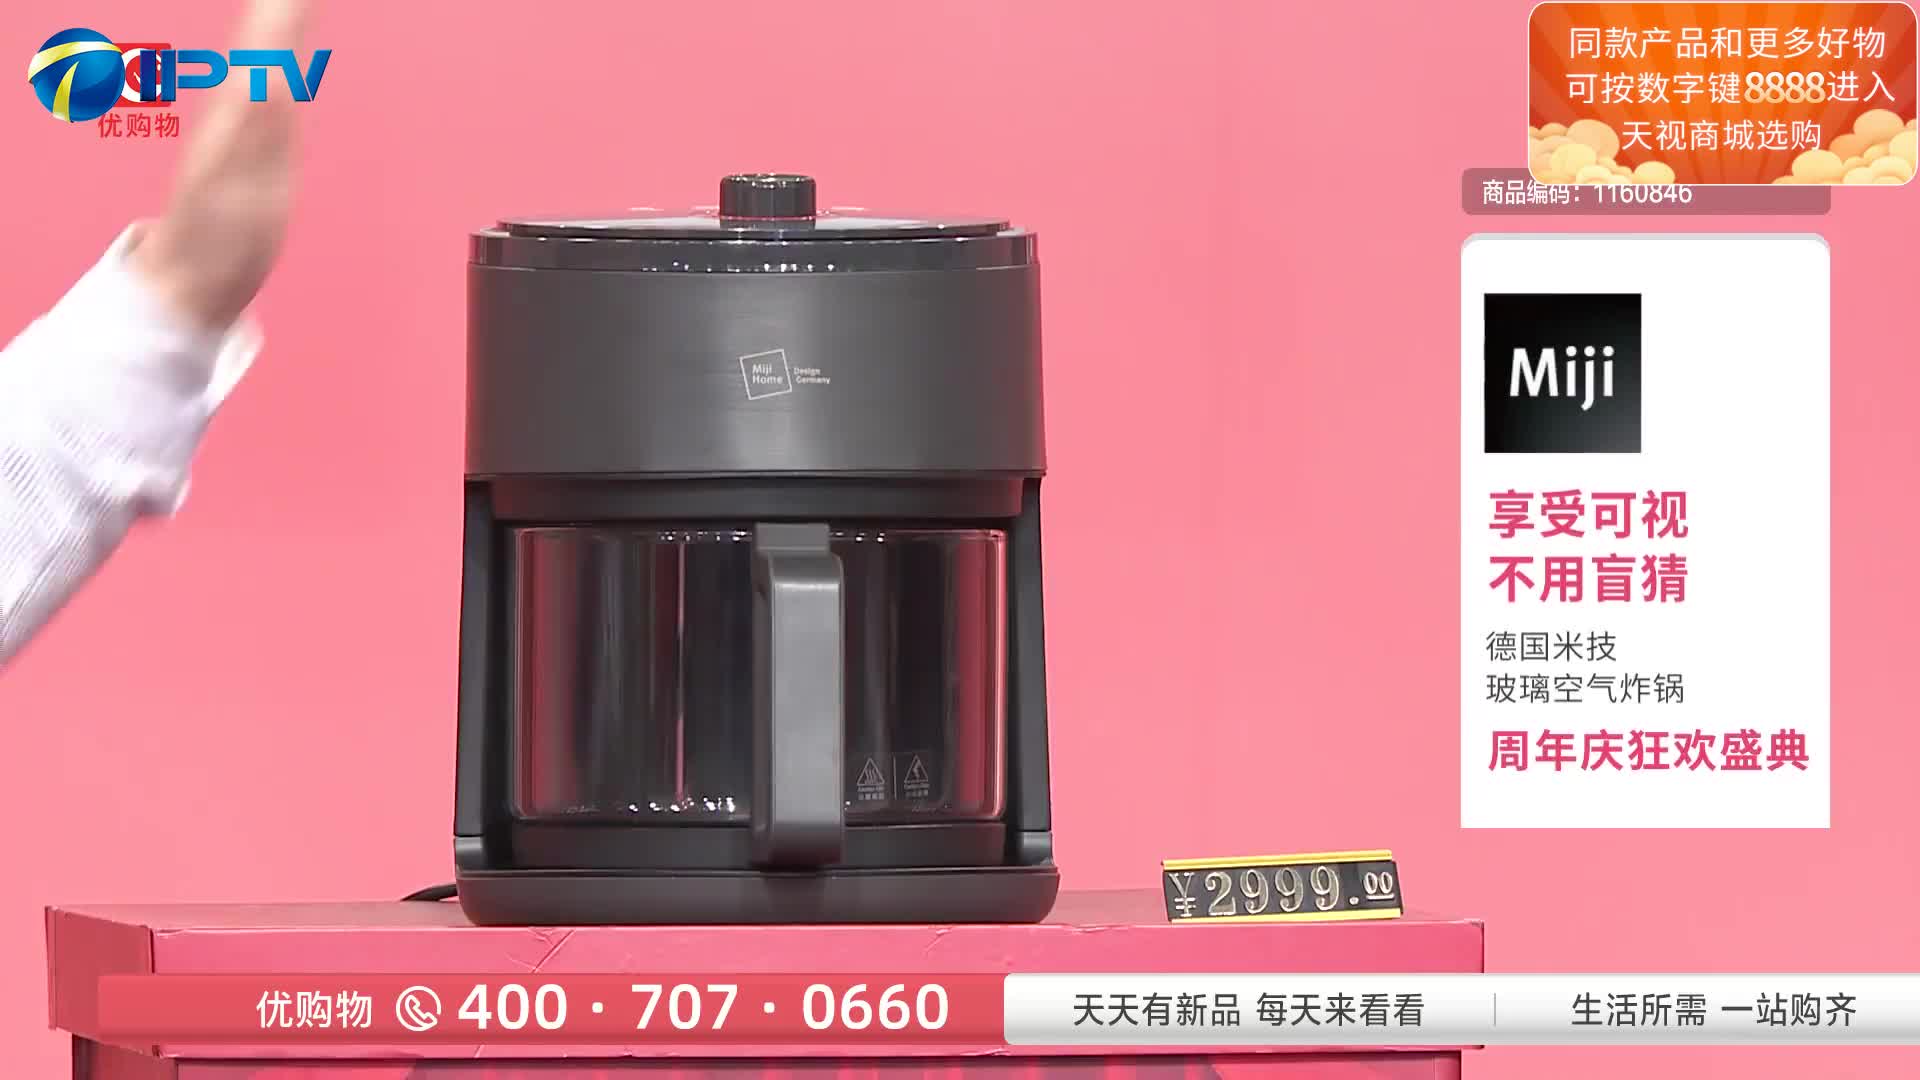 IPTV
优购物
同款产品和更多好物
可按数字键8888进入
天视商城选购
商品编码：1160846
Miji
享受可视
不用盲猜
德国米技
玻璃空气炸锅
周年庆狂欢盛典
Miji
Home
Design
Germany
¥2999.00
优购物 400·707·0660
天天有新品 每天来看看
生活所需 一站购齐